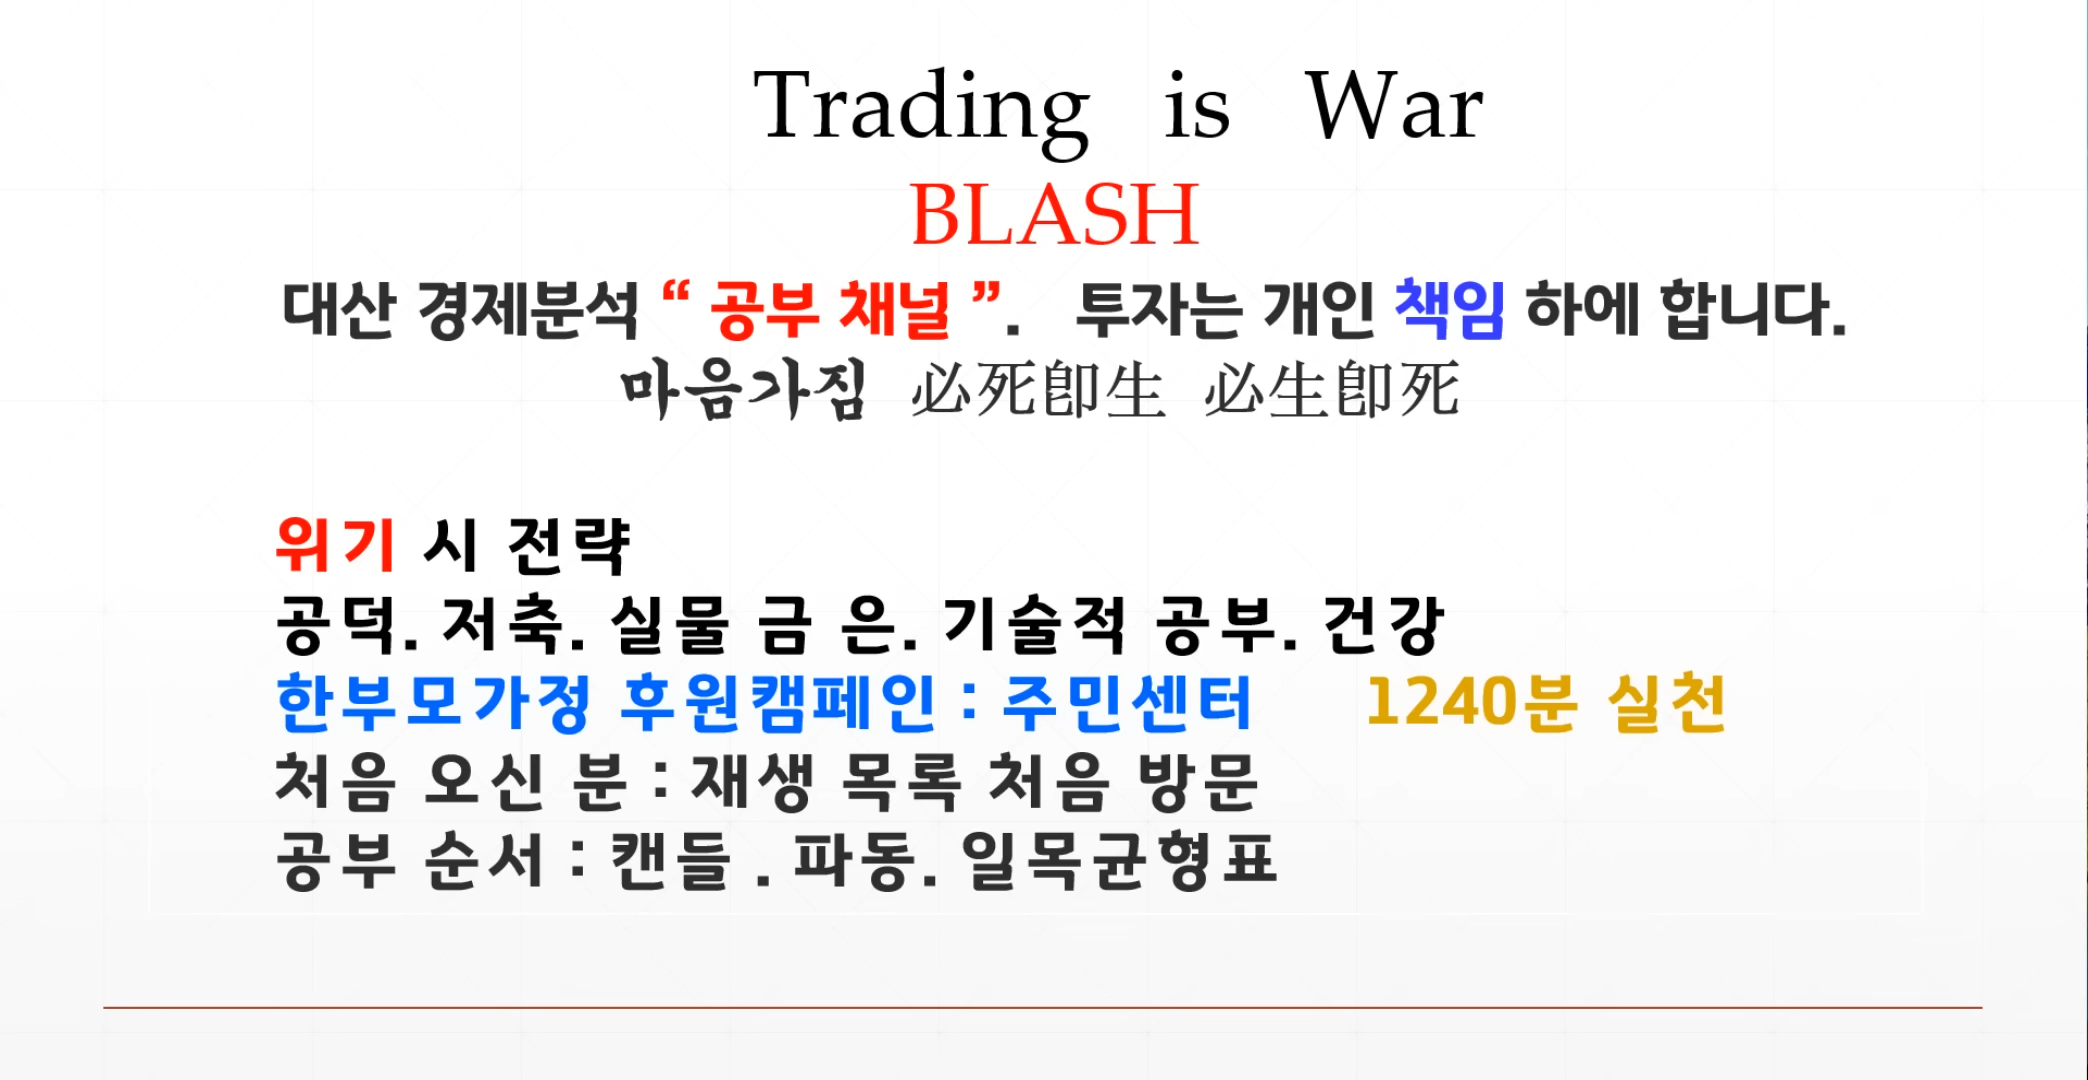 Trading is War
BLASH
대산 경제분석 “ 공부 채널 ”. 투자는 개인 책임 하에 합니다.
마음가짐 必死卽生 必生卽死
위기 시 전략
공덕. 저축. 실물 금 은. 기술적 공부. 건강
한부모가정 후원캠페인 : 주민센터 1240분 실천
처음 오신 분 : 재생 목록 처음 방문
공부 순서 : 캔들 . 파동. 일목균형표